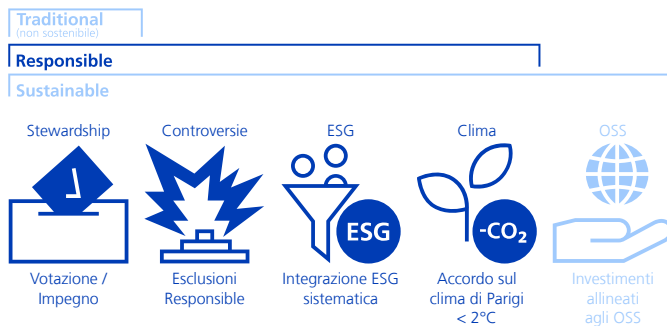 Traditional
(non sostenibile)
Responsible
Sustainable
Stewardship
Controversie
ESG
Clima
OSS
ESG
-CO₂
Votazione /
Impegno
Esclusioni
Responsible
Integrazione ESG
sistematica
Accordo sul
clima di Parigi
< 2°C
Investimenti
allineati
agli OSS